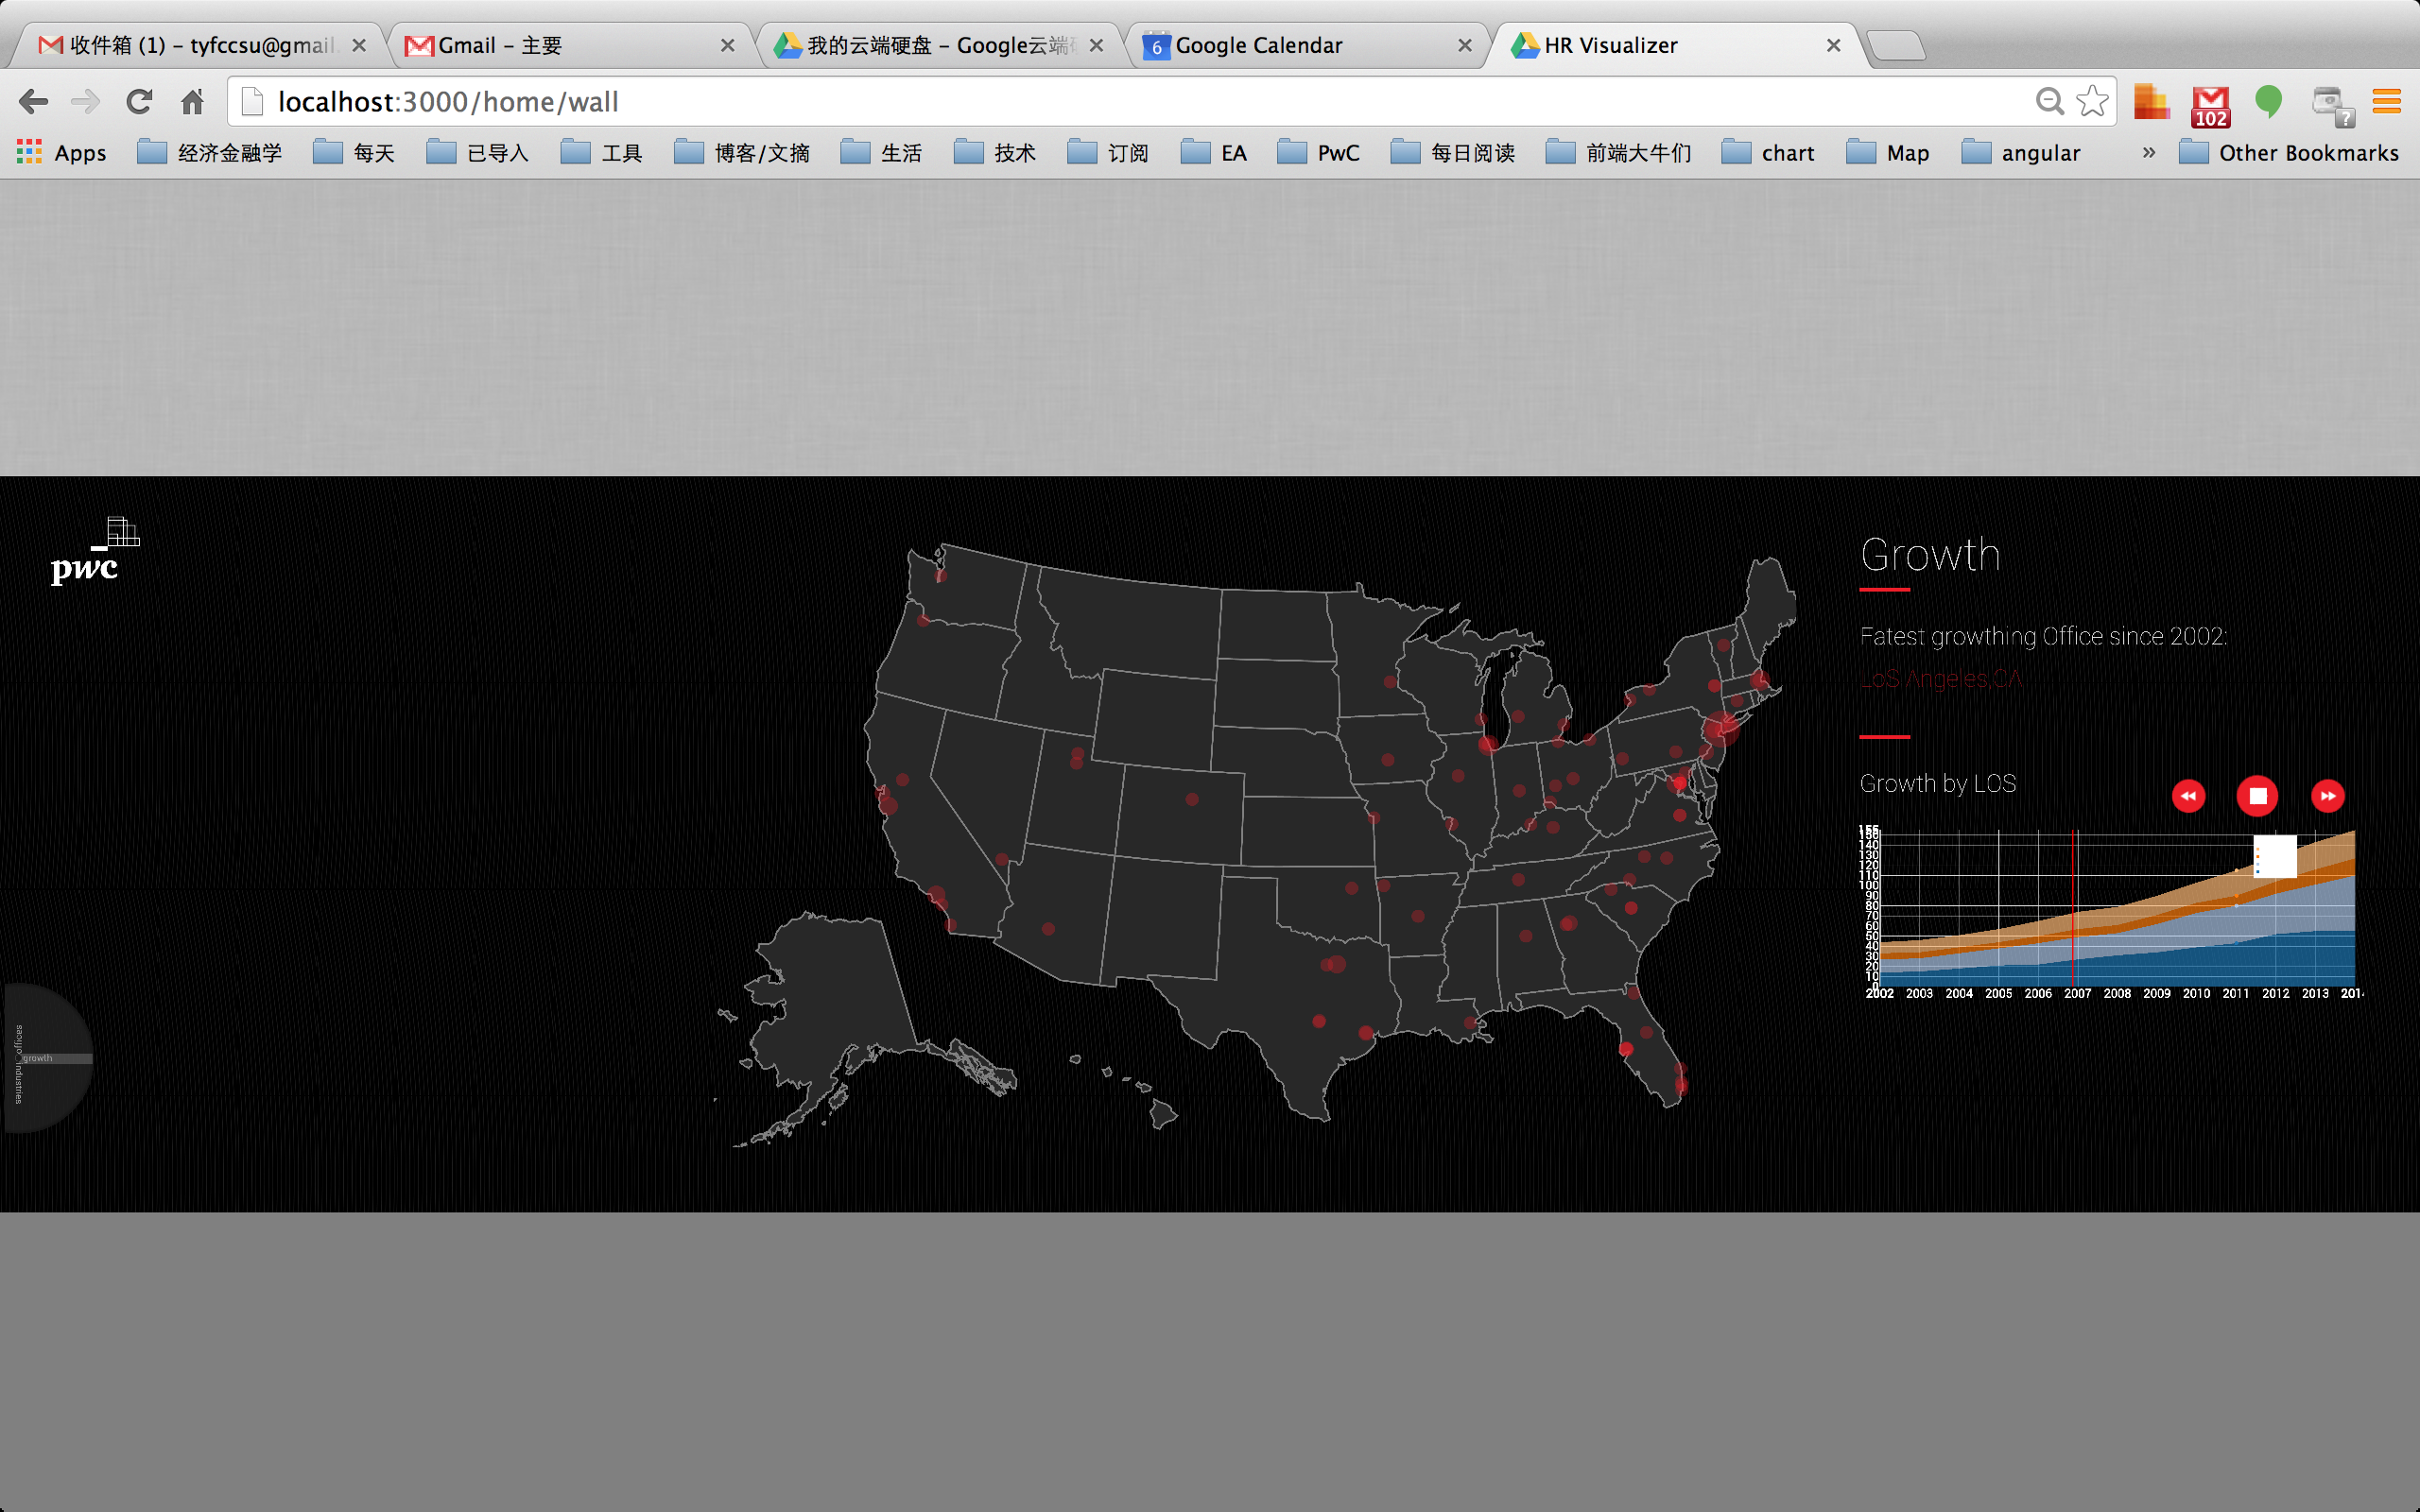 收件箱 (1) – tyfccsu@gmail.
Gmail – 主要
我的云端硬盘 – Google云端
Google Calendar
HR Visualizer
localhost:3000/home/wall
102
6
?
Apps
经济金融学
每天
已导入
工具
博客/文摘
生活
技术
订阅
EA
PwC
每日阅读
前端大牛们
chart
Map
angular
»
Other Bookmarks
pwc
Growth
Fatest growthing Office since 2002:
LoS Angeles,CA
Growth by LOS
155
150
140
130
120
110
100
90
80
70
60
50
40
30
20
10
0
2002 2003 2004 2005 2006 2007 2008 2009 2010 2011 2012 2013 2014
growth
industries